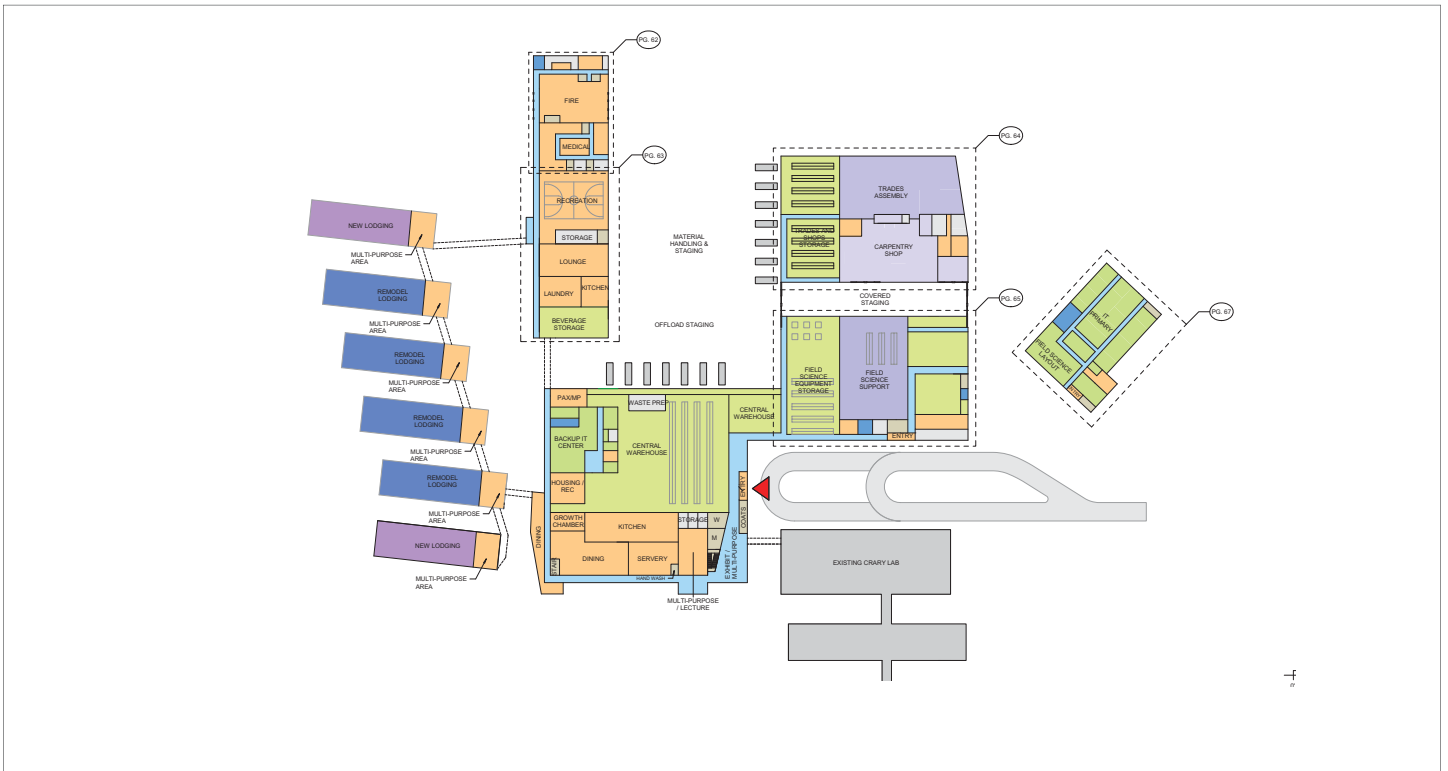 PG. 62
FIRE
MEDICAL
PG. 63
RECREATION
STORAGE
LOUNGE
LAUNDRY
KITCHEN
BEVERAGE
STORAGE
NEW LODGING
MULTI-PURPOSE
AREA
REMODEL
LODGING
MULTI-PURPOSE
AREA
REMODEL
LODGING
MULTI-PURPOSE
AREA
REMODEL
LODGING
MULTI-PURPOSE
AREA
REMODEL
LODGING
MULTI-PURPOSE
AREA
NEW LODGING
MULTI-PURPOSE
AREA
MATERIAL
HANDLING &
STAGING
OFFLOAD STAGING
PG. 64
TRADES
ASSEMBLY
TRADES AND
SHOPS
STORAGE
CARPENTRY
SHOP
COVERED
STAGING
PG. 65
FIELD
SCIENCE
EQUIPMENT
STORAGE
FIELD
SCIENCE
SUPPORT
ENTRY
PG. 67
IT
PRIMARY
FIELD SCIENCE
LAYOUT
PAX/MP
WASTE PREP
CENTRAL
WAREHOUSE
BACKUP IT
CENTER
CENTRAL
WAREHOUSE
HOUSING /
REC
GROWTH
CHAMBER
KITCHEN
STORAGE
W
M
DINING
DINING
SERVERY
STAIR
HAND WASH
MULTI-PURPOSE
/ LECTURE
EXHIBIT /
MULTI-PURPOSE
ENTRY
COATS
EXISTING CRARY LAB